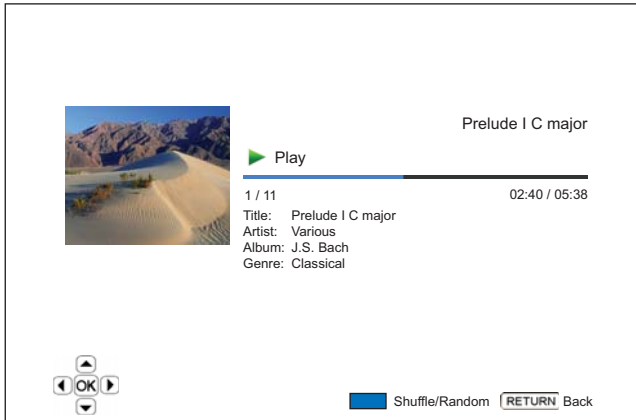 Prelude I C major
Play
1 / 11 02:40 / 05:38
Title: Prelude I C major
Artist: Various
Album: J.S. Bach
Genre: Classical
OK
Shuffle/Random RETURN Back